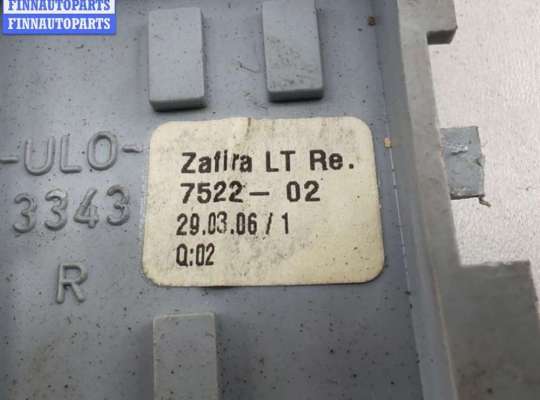 FINNAUTOPARTS
FINNAUTOPARTS
-ULO-
3343
R
Zafira LT Re.
7522-02
29.03.06/1
Q:02